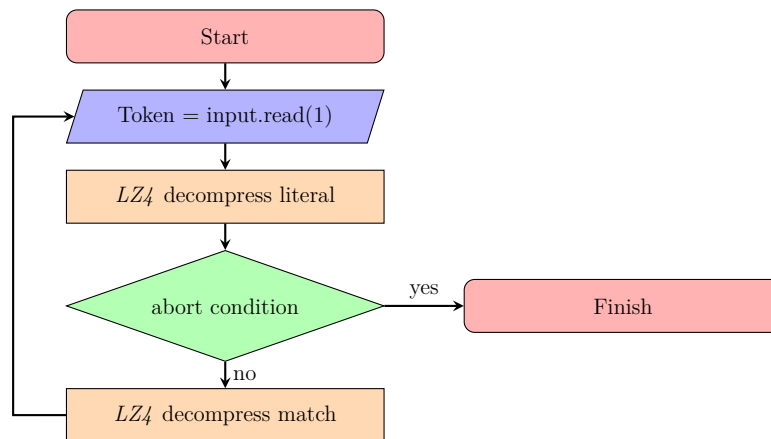 Start
Token = input.read(1)
LZ4 decompress literal
abort condition
yes
Finish
no
LZ4 decompress match